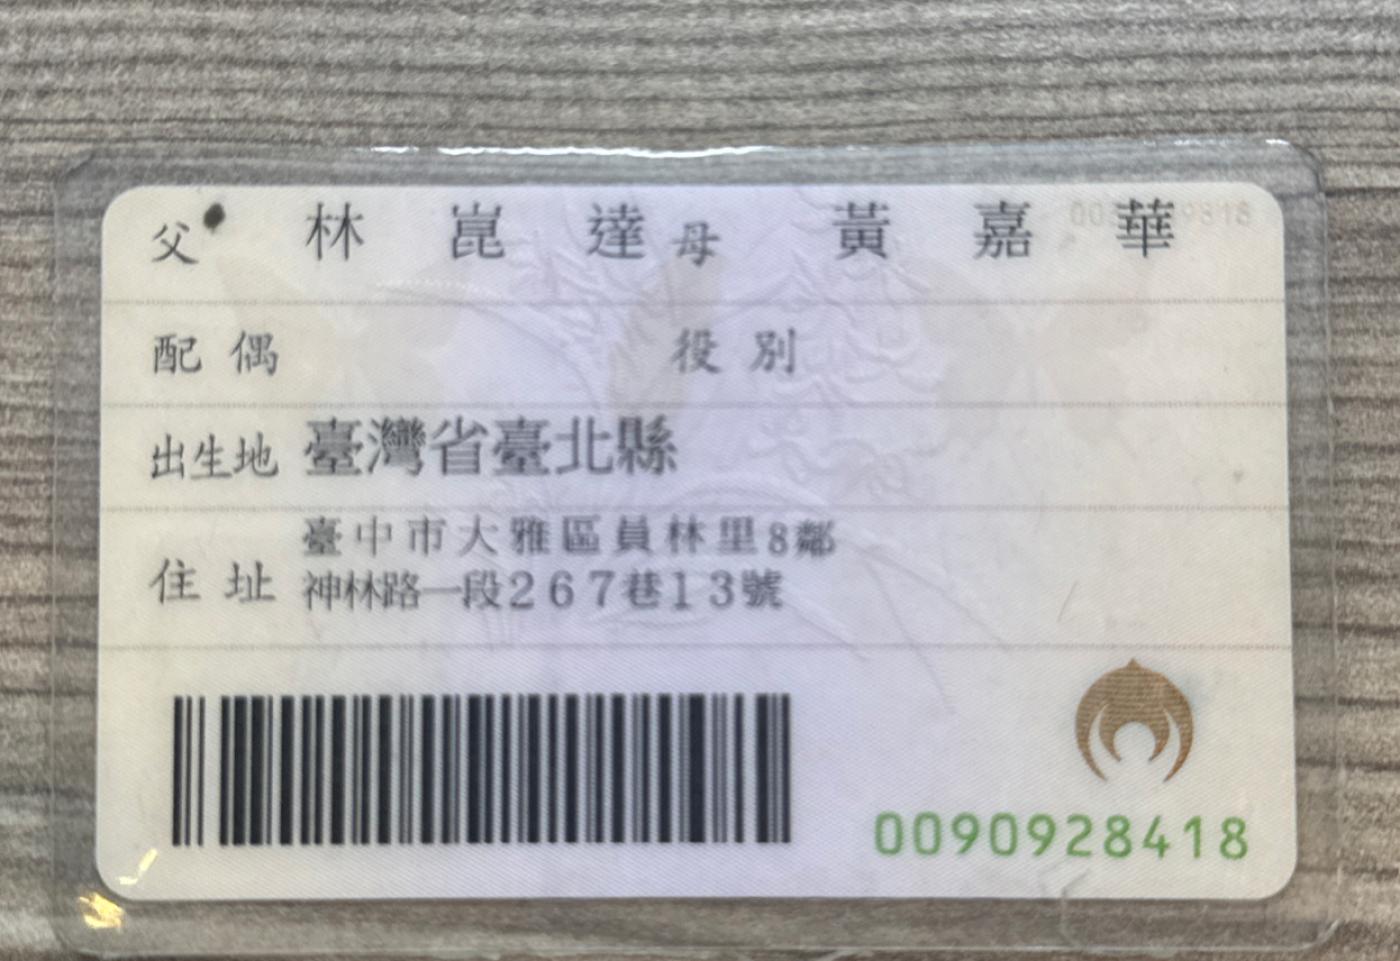 父 林崑達 母 黃嘉華
配偶 役別
出生地 臺灣省臺北縣
住址 臺中市大雅區員林里8鄰
神林路一段267巷13號
0090928418